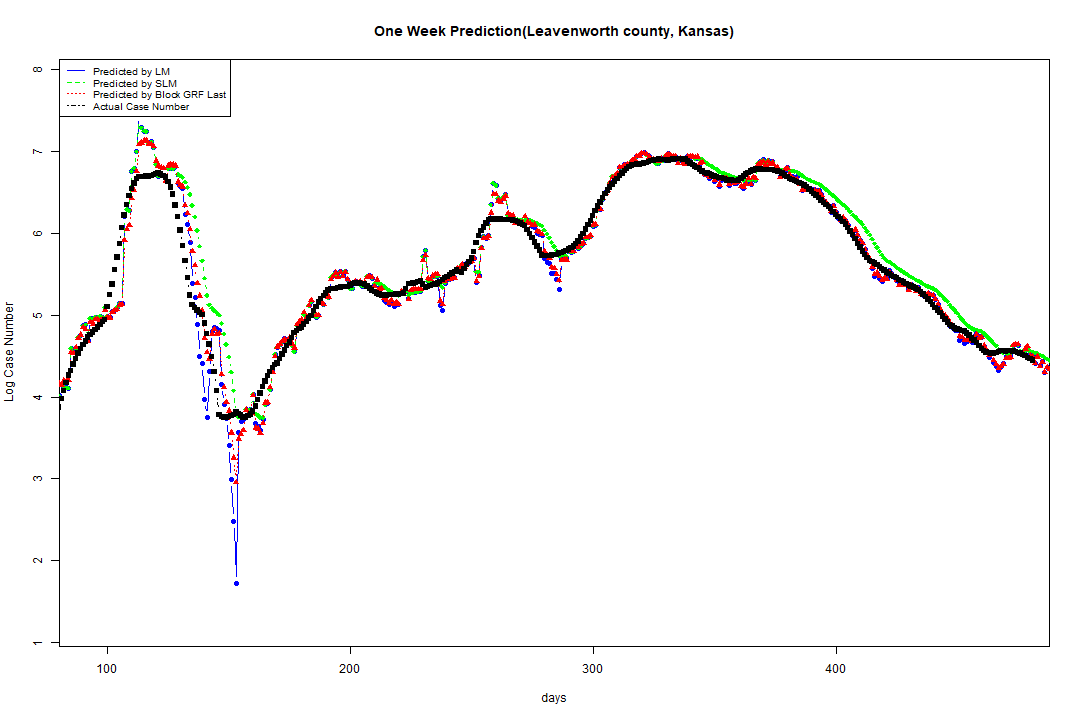 One Week Prediction(Leavenworth county, Kansas)
Predicted by LM
Predicted by SLM
Predicted by Block GRF Last
Actual Case Number
8
7
6
5
4
3
2
1
Log Case Number
100 200 300 400
days